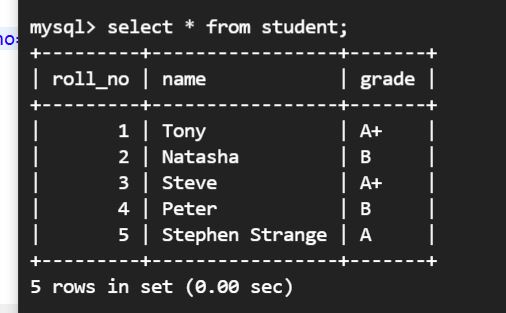 mysql> select * from student;
+---------+-----------------+-------+
| roll_no | name            | grade |
+---------+-----------------+-------+
|       1 | Tony            | A+    |
|       2 | Natasha         | B     |
|       3 | Steve           | A+    |
|       4 | Peter           | B     |
|       5 | Stephen Strange | A     |
+---------+-----------------+-------+
5 rows in set (0.00 sec)